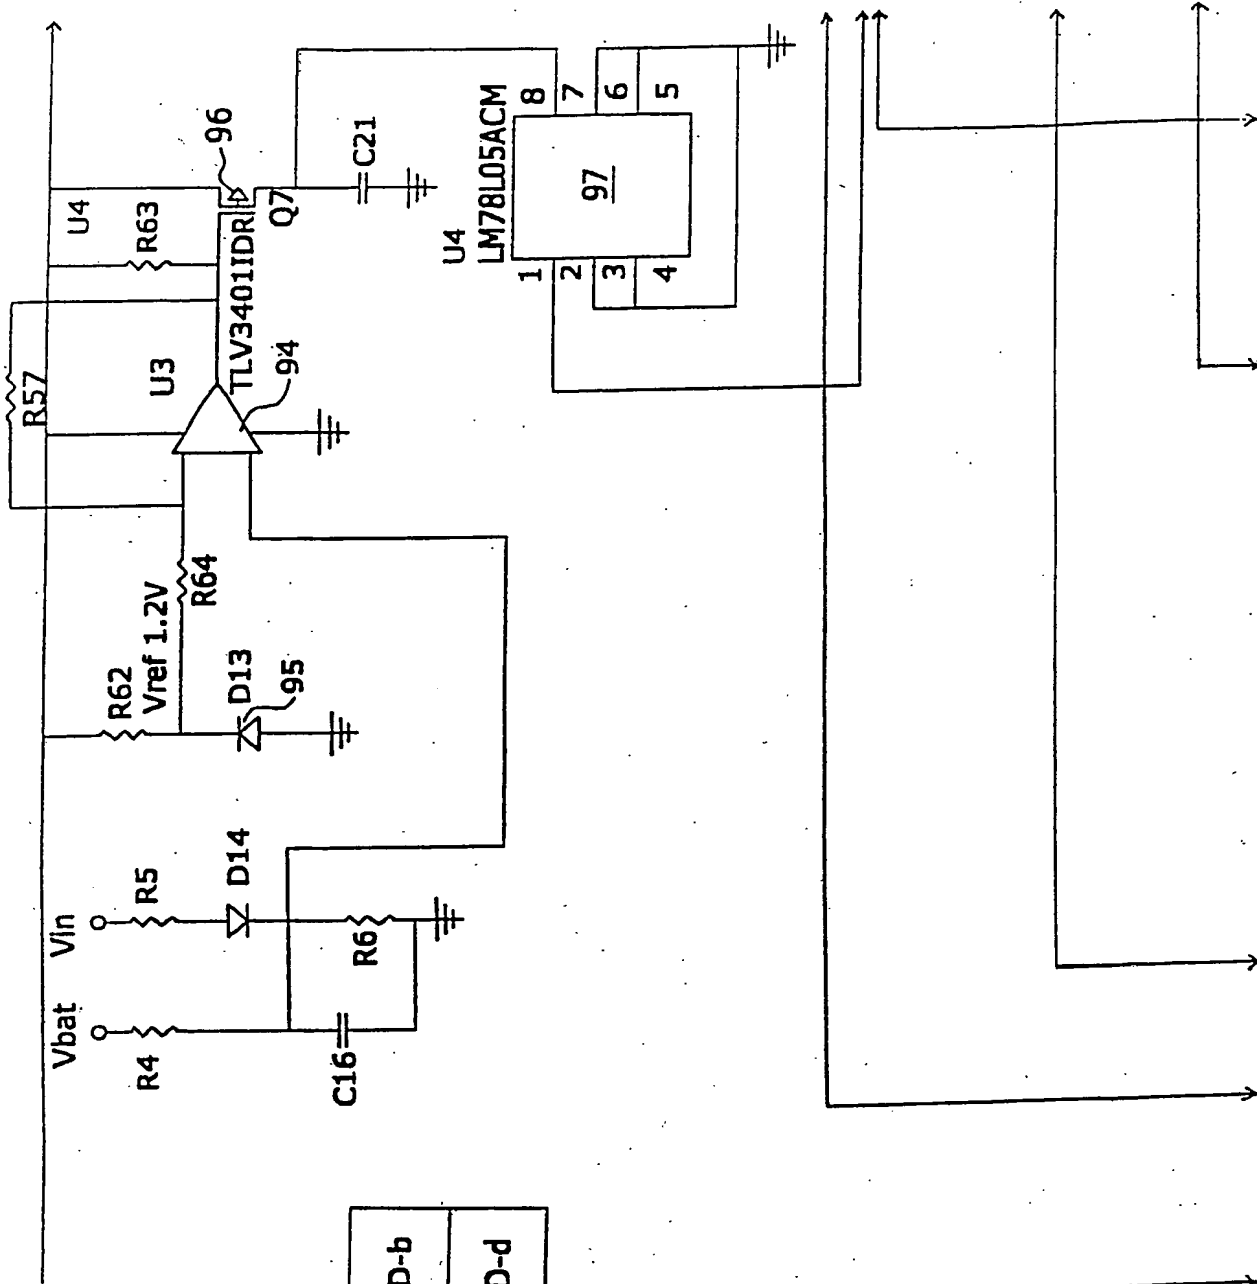 Vbat
Vin
R4
R5
D14
R6
C16
R62
Vref 1.2V
D13
95
R64
R57
U3
TLV3401IDR
94
R63
U4
96
Q7
C21
U4
LM78L05ACM
97
1
2
3
4
8
7
6
5
D-b
D-d